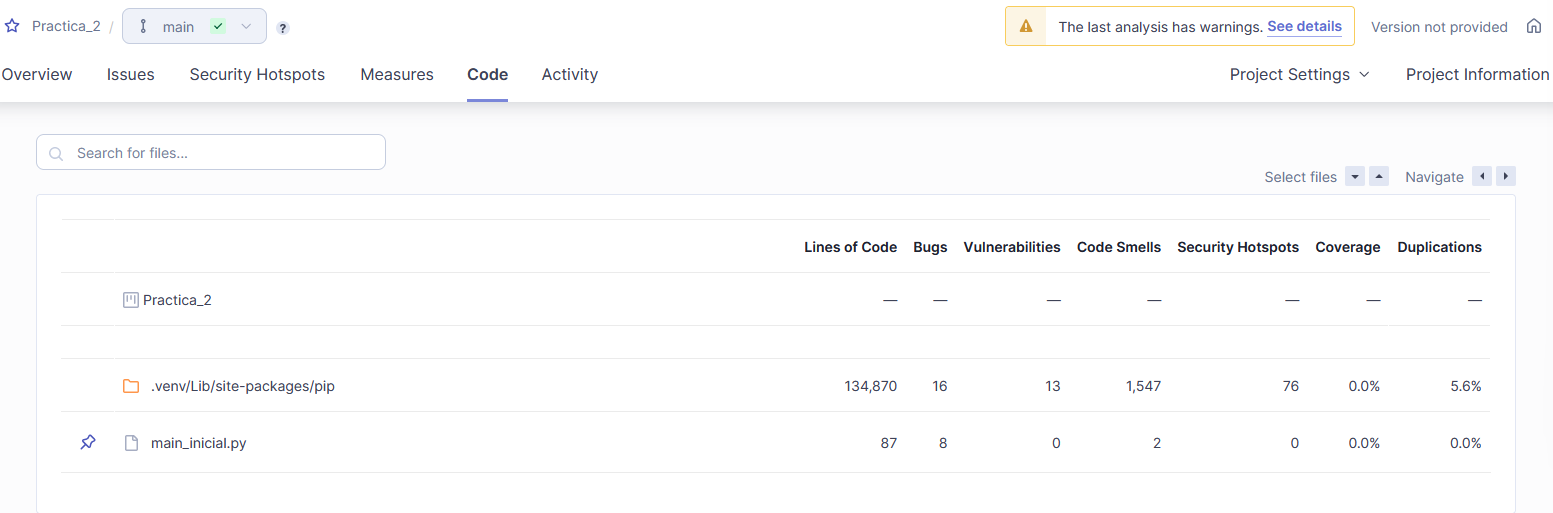 Practica_2 / main ?
The last analysis has warnings. See details Version not provided
Overview Issues Security Hotspots Measures Code Activity Project Settings Project Information
Search for files...
Select files Navigate
Lines of Code Bugs Vulnerabilities Code Smells Security Hotspots Coverage Duplications
Practica_2 — — — — — — —
.venv/Lib/site-packages/pip 134,870 16 13 1,547 76 0.0% 5.6%
main_inicial.py 87 8 0 2 0 0.0% 0.0%